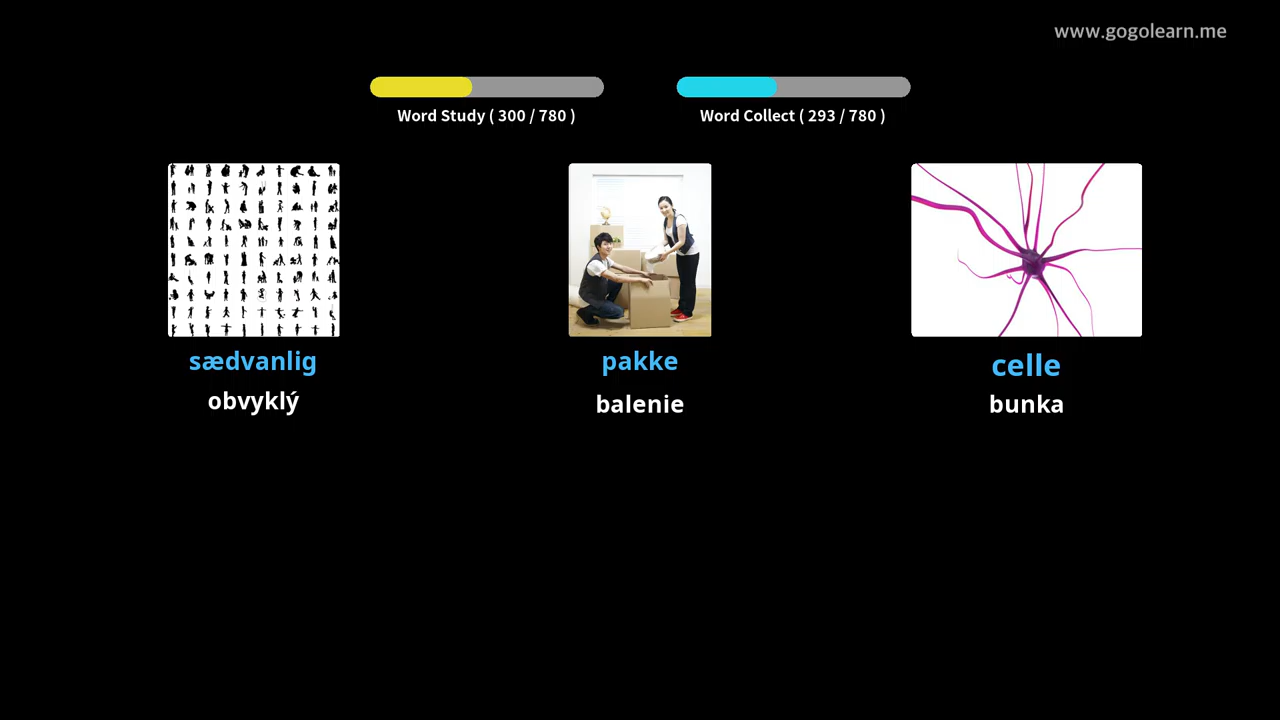 www.gogolearn.me
Word Study ( 300 / 780 )
Word Collect ( 293 / 780 )
sædvanlig
pakke
celle
obvyklý
balenie
bunka